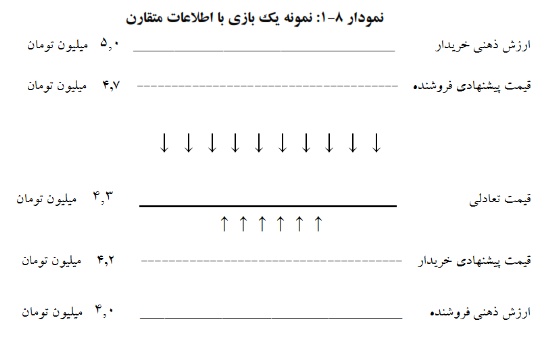 نمودار ۸-۱: نمونه یک بازی با اطلاعات متقارن
ارزش ذهنی خریدار ۵,۰ میلیون تومان
قیمت پیشنهادی فروشنده ۴,۷ میلیون تومان
قیمت تعادلی ۴,۳ میلیون تومان
قیمت پیشنهادی خریدار ۴,۲ میلیون تومان
ارزش ذهنی فروشنده ۴,۰ میلیون تومان